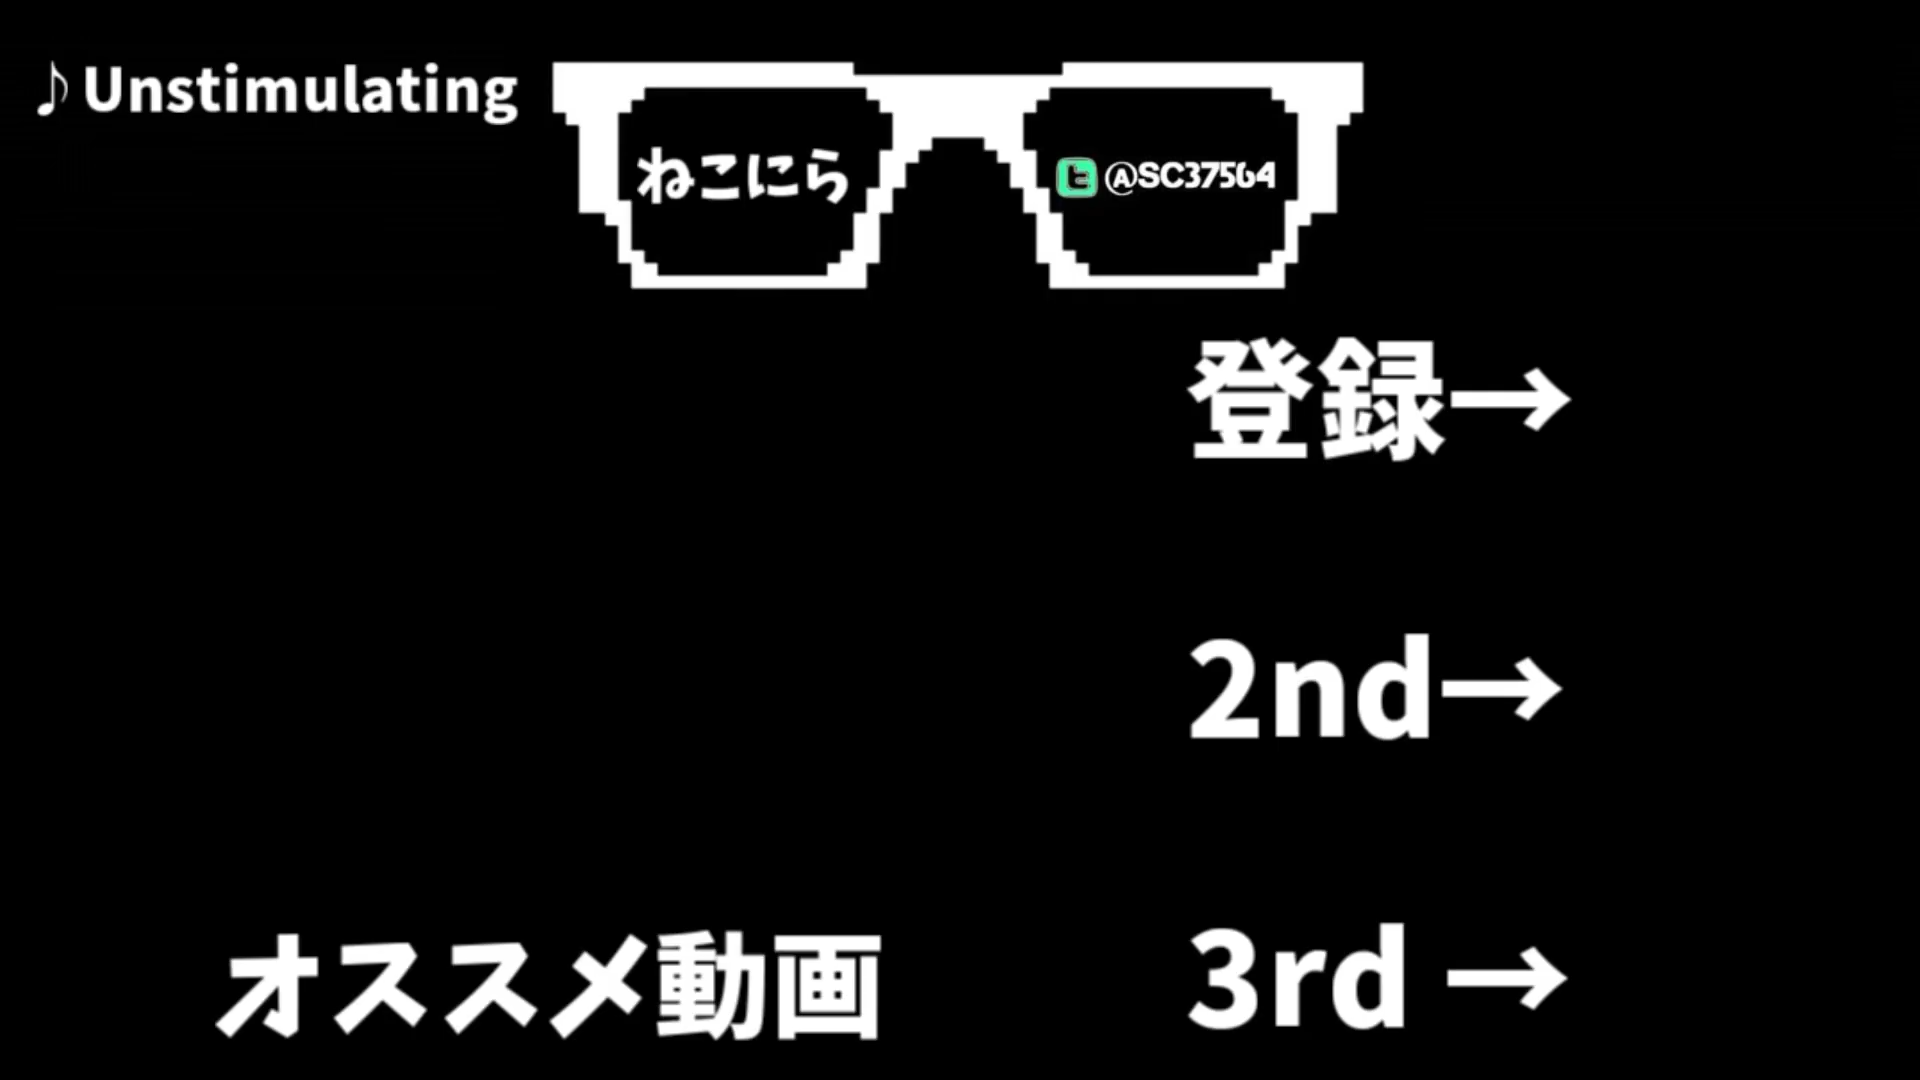 ♪Unstimulating
ねこにら
@SC37564
登録→
2nd→
3rd→
オススメ動画